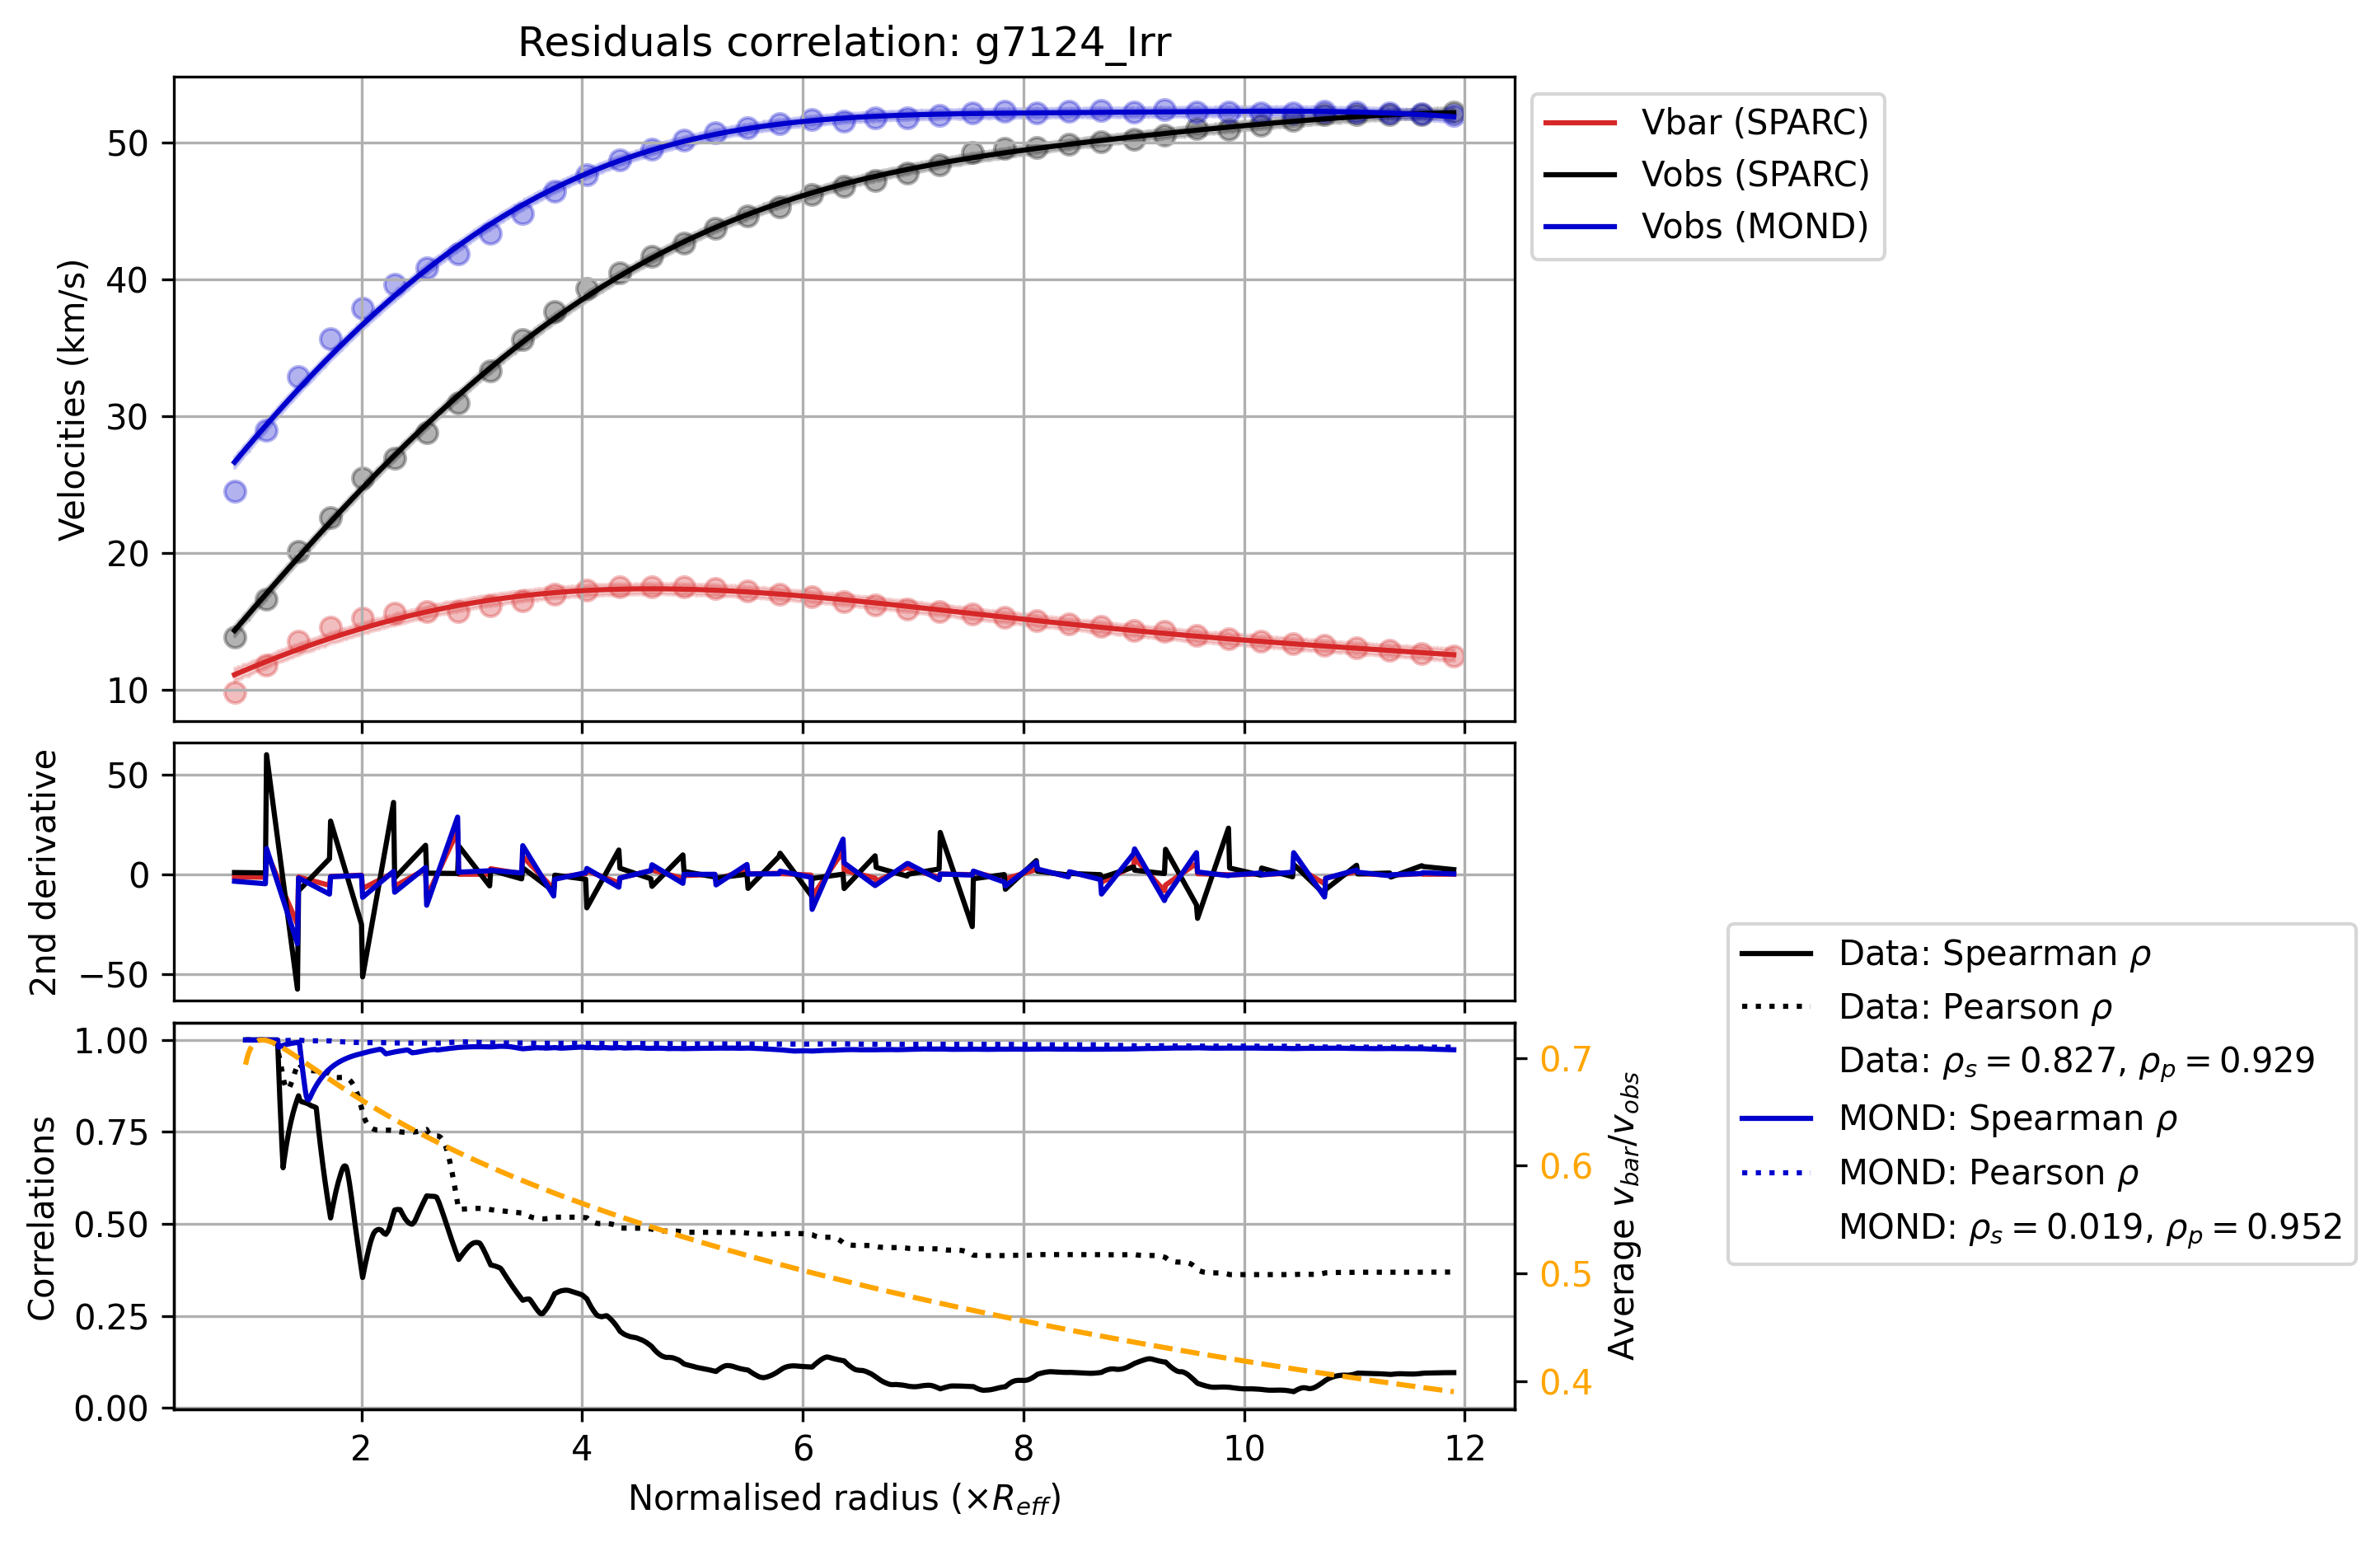 Residuals correlation: g7124_Irr
Velocities (km/s)
50
40
30
20
10
Vbar (SPARC)
Vobs (SPARC)
Vobs (MOND)
2nd derivative
50
0
−50
Correlations
1.00
0.75
0.50
0.25
0.00
0.7
0.6
0.5
0.4
Average v_bar/v_obs
2 4 6 8 10 12
Normalised radius (×R_eff)
Data: Spearman ρ
Data: Pearson ρ
Data: ρ_s = 0.827, ρ_p = 0.929
MOND: Spearman ρ
MOND: Pearson ρ
MOND: ρ_s = 0.019, ρ_p = 0.952